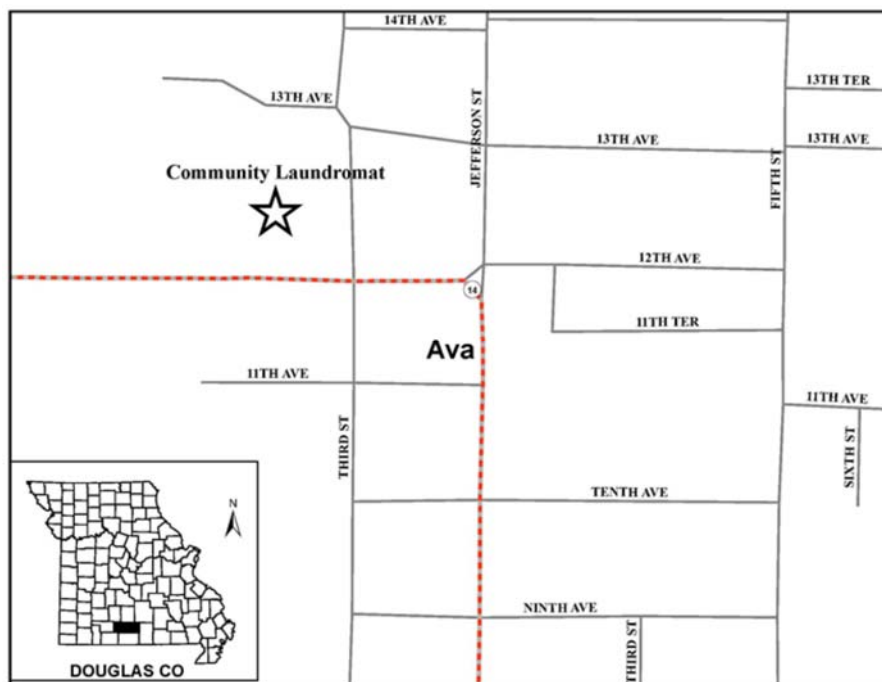 14TH AVE
13TH TER
13TH AVE
JEFFERSON ST
13TH AVE
13TH AVE
FIFTH ST
Community Laundromat
12TH AVE
14
11TH TER
Ava
11TH AVE
11TH AVE
THIRD ST
SIXTH ST
TENTH AVE
N
NINTH AVE
THIRD ST
DOUGLAS CO